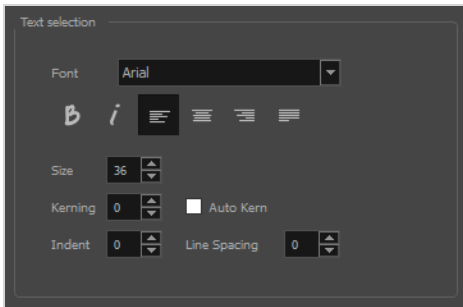 Text selection
Font Arial
B i
Size 36
Kerning 0 Auto Kern
Indent 0 Line Spacing 0